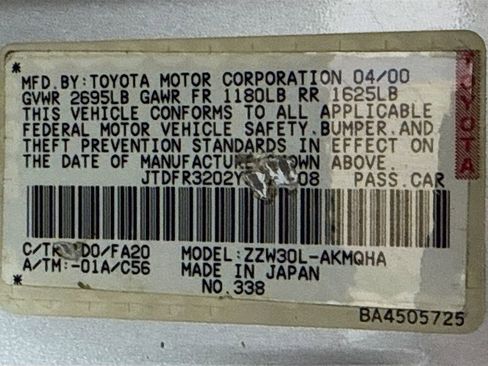 MFD.BY:TOYOTA MOTOR CORPORATION 04/00
GVWR 2695LB GAWR FR 1180LB RR 1625LB
THIS VEHICLE CONFORMS TO ALL APPLICABLE
FEDERAL MOTOR VEHICLE SAFETY,BUMPER,AND
THEFT PREVENTION STANDARDS IN EFFECT ON
THE DATE OF MANUFACTURE ABOVE.
PASS.CAR
MODEL:ZZW30L-AKMQHA
A/TM:-01A/C56 MADE IN JAPAN
NO.338
BA4505725
TOYOTA